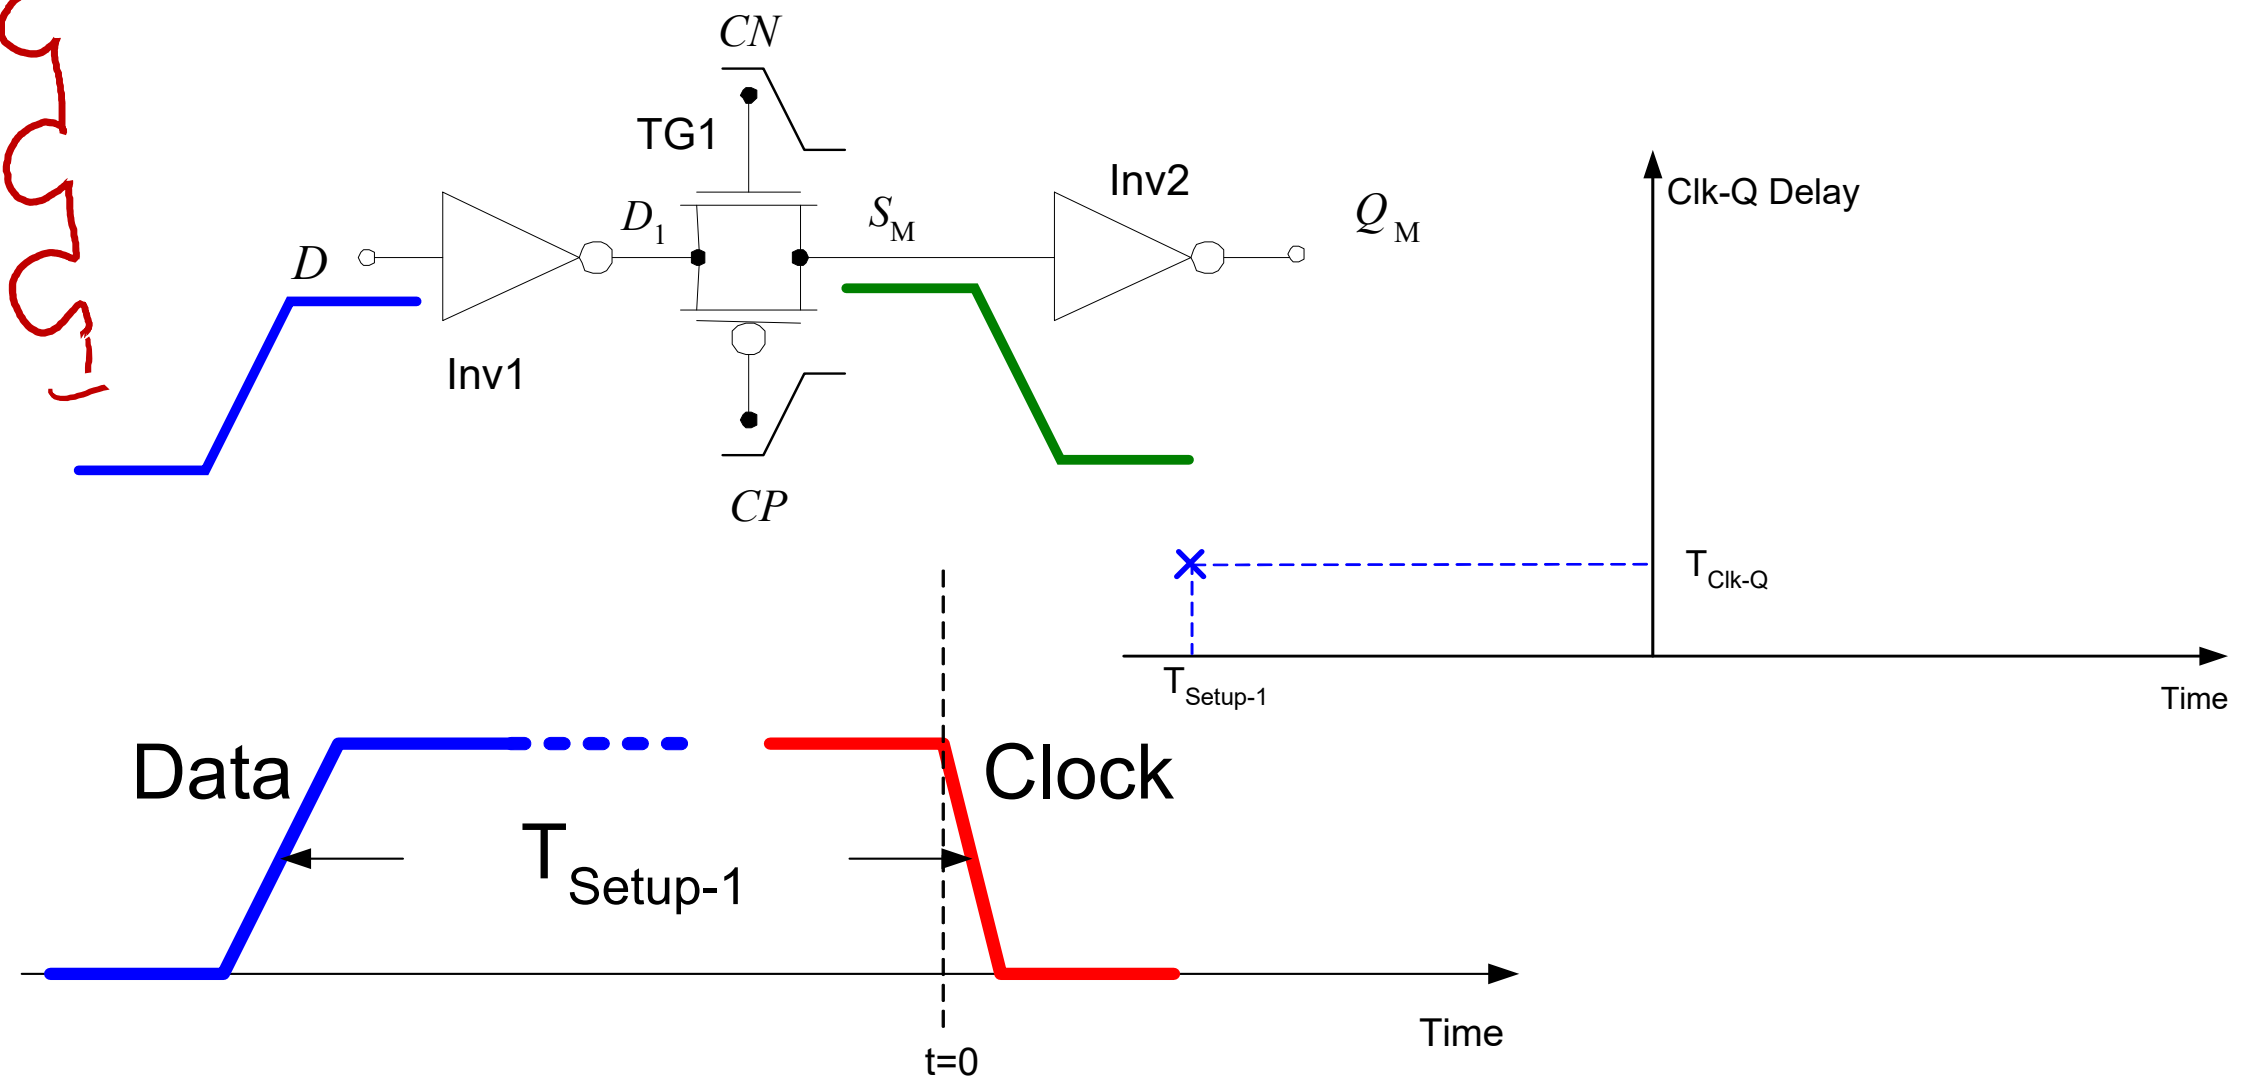 CN
TG1
Inv2
Clk-Q Delay
D
D1
SM
QM
Inv1
CP
TClk-Q
TSetup-1
Time
Data
Clock
TSetup-1
Time
t=0